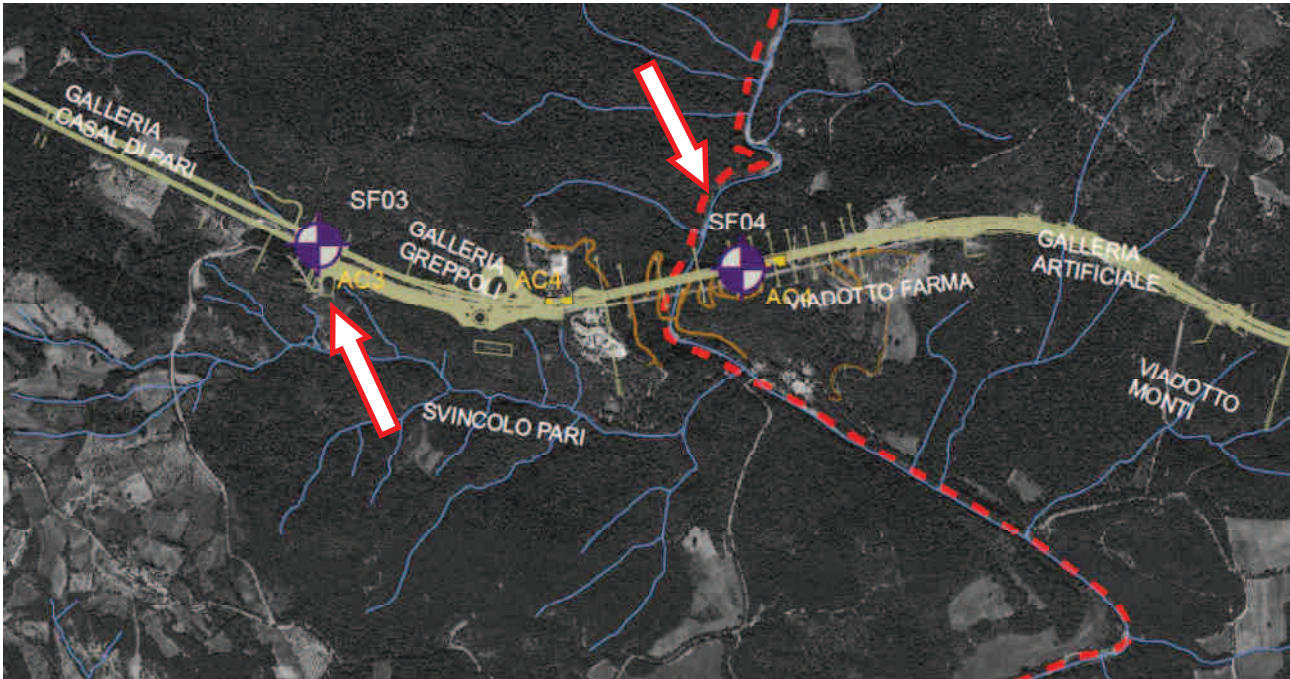 GALLERIA
CASAL DI PARI
SF03
AC3
GALLERIA
GREPPOLI
AC4
SF04
AC4
VIADOTTO FARMA
GALLERIA
ARTIFICIALE
VIADOTTO
MONTI
SVINCOLO PARI